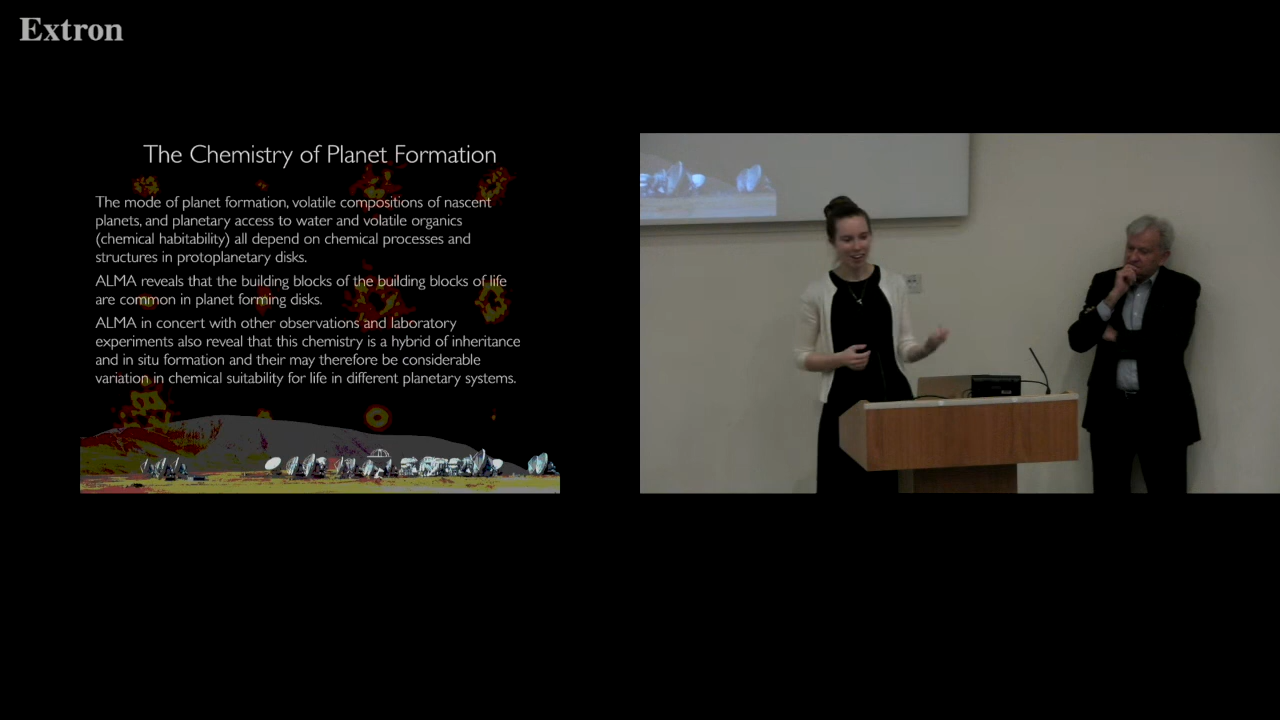 Extron
The Chemistry of Planet Formation
The mode of planet formation, volatile compositions of nascent
planets, and planetary access to water and volatile organics
(chemical habitability) all depend on chemical processes and
structures in protoplanetary disks.
ALMA reveals that the building blocks of the building blocks of life
are common in planet forming disks.
ALMA in concert with other observations and laboratory
experiments also reveal that this chemistry is a hybrid of inheritance
and in situ formation and their may therefore be considerable
variation in chemical suitability for life in different planetary systems.